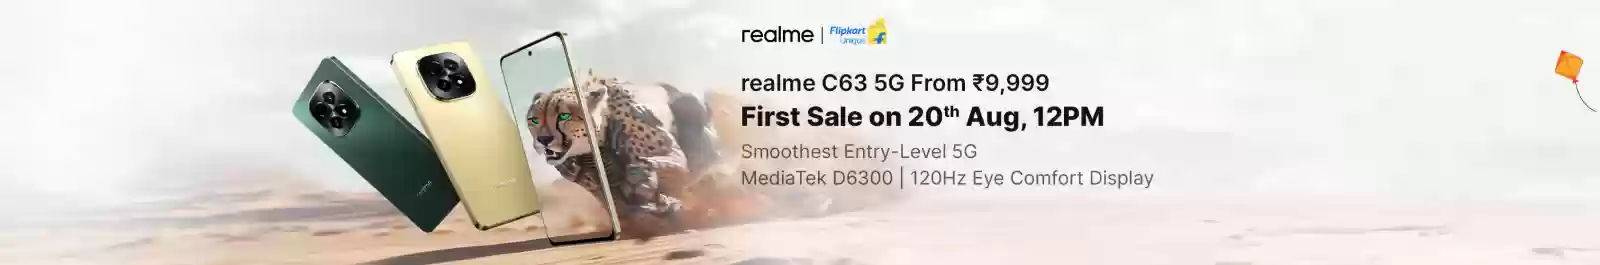 realme | Flipkart
Unique
realme C63 5G From ₹9,999
First Sale on 20th Aug, 12PM
Smoothest Entry-Level 5G
MediaTek D6300 | 120Hz Eye Comfort Display
realme